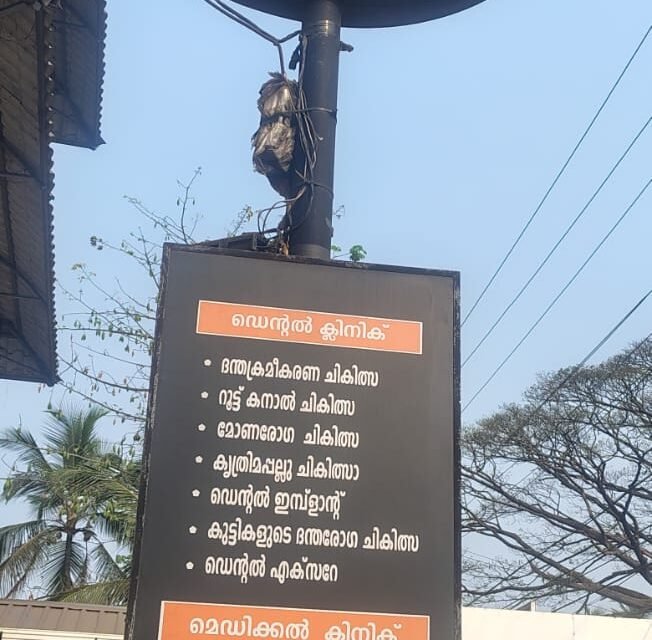 ഡെന്റൽ ക്ലിനിക്
• ദന്തക്രമീകരണ ചികിത്സ
• റൂട്ട് കനാൽ ചികിത്സ
• മോണരോഗ ചികിത്സ
• കൃത്രിമപ്പല്ലു ചികിത്സാ
• ഡെന്റൽ ഇമ്പ്ളാന്റ്
• കുട്ടികളുടെ ദന്തരോഗ ചികിത്സ
• ഡെന്റൽ എക്സറേ
മെഡിക്കൽ ക്ലിനിക്